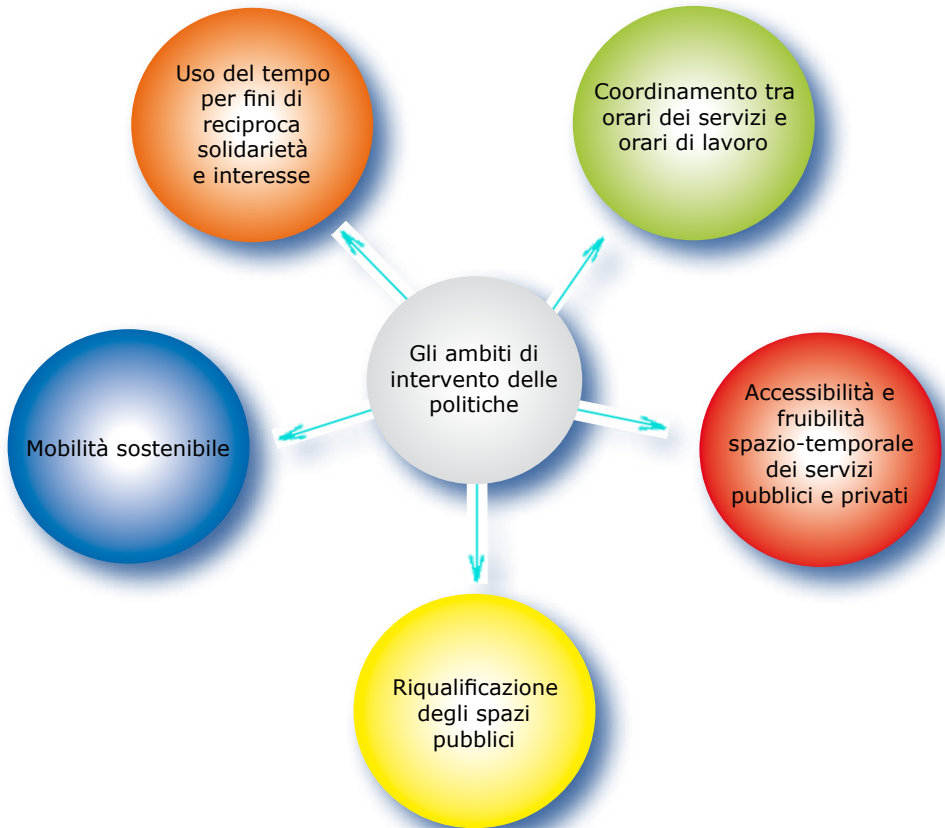 Uso del tempo
per fini di
reciproca
solidarietà
e interesse
Coordinamento tra
orari dei servizi e
orari di lavoro
Gli ambiti di
intervento delle
politiche
Mobilità sostenibile
Accessibilità e
fruibilità
spazio-temporale
dei servizi
pubblici e privati
Riqualificazione
degli spazi
pubblici